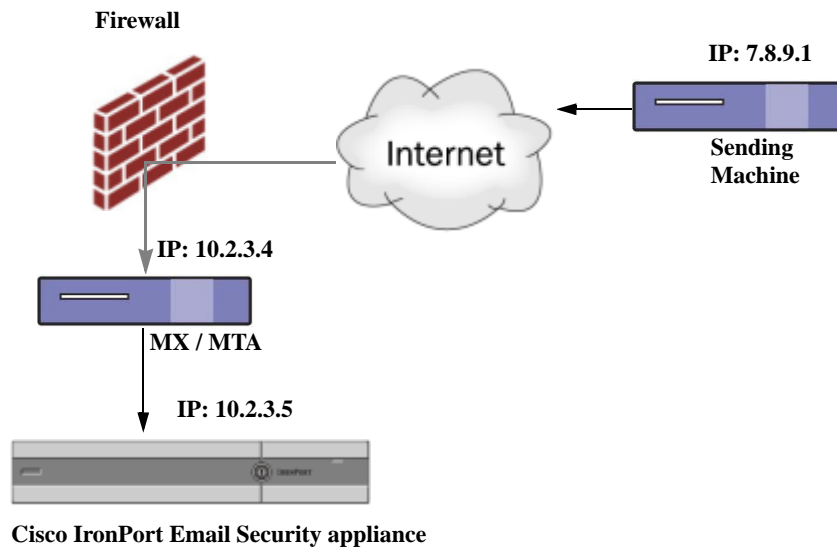 Firewall
IP: 7.8.9.1
Internet
Sending
Machine
IP: 10.2.3.4
MX / MTA
IP: 10.2.3.5
IRONPORT
Cisco IronPort Email Security appliance